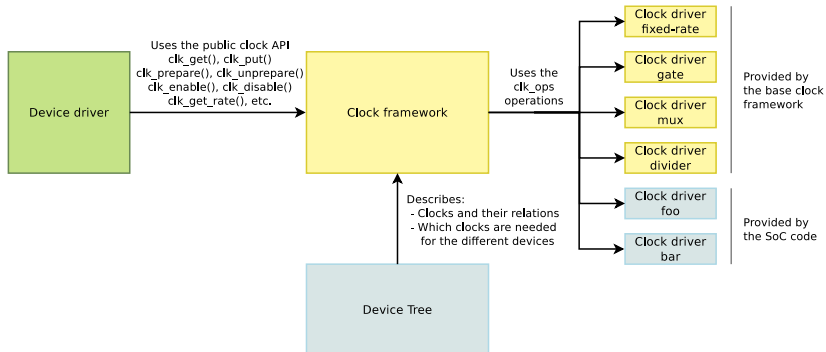 Device driver
Uses the public clock API
clk_get(), clk_put()
clk_prepare(), clk_unprepare()
clk_enable(), clk_disable()
clk_get_rate(), etc.
Clock framework
Uses the
clk_ops
operations
Clock driver
fixed-rate
Clock driver
gate
Clock driver
mux
Clock driver
divider
Provided by
the base clock
framework
Clock driver
foo
Clock driver
bar
Provided by
the SoC code
Describes:
- Clocks and their relations
- Which clocks are needed
for the different devices
Device Tree